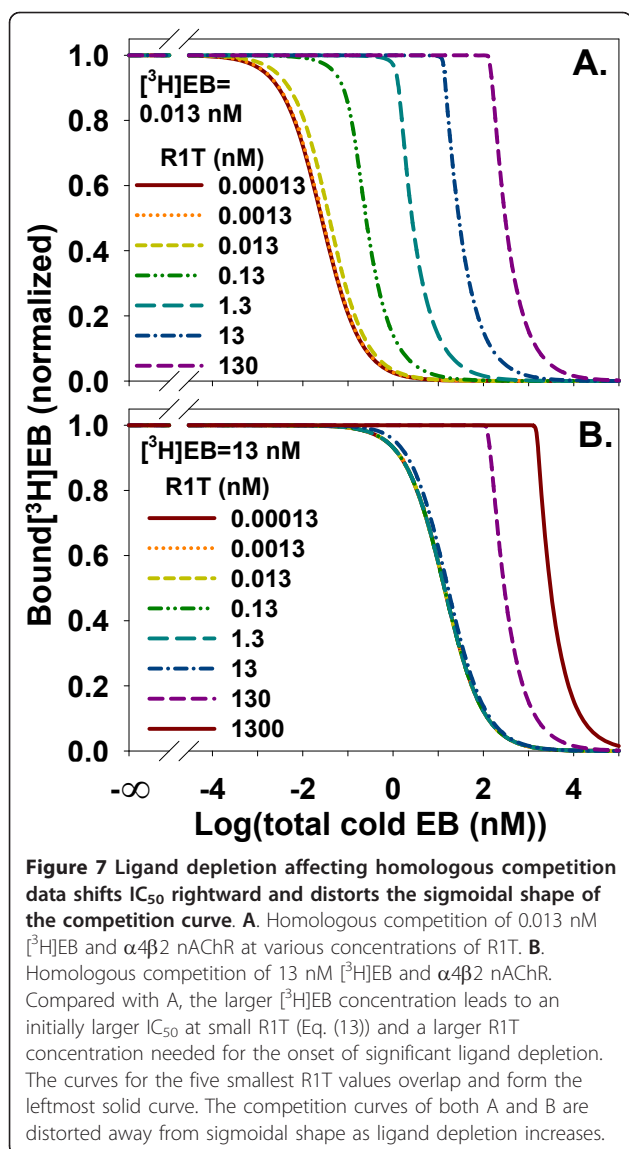 A.
[³H]EB=
0.013 nM
R1T (nM)
0.00013
0.0013
0.013
0.13
1.3
13
130
1.0
0.8
0.6
0.4
0.2
0.0
B.
[³H]EB=13 nM
R1T (nM)
0.00013
0.0013
0.013
0.13
1.3
13
130
1300
1.0
0.8
0.6
0.4
0.2
0.0
Bound[³H]EB (normalized)
-∞ -4 -2 0 2 4
Log(total cold EB (nM))
Figure 7 Ligand depletion affecting homologous competition
data shifts IC₅₀ rightward and distorts the sigmoidal shape of
the competition curve. A. Homologous competition of 0.013 nM
[³H]EB and α4β2 nAChR at various concentrations of R1T. B.
Homologous competition of 13 nM [³H]EB and α4β2 nAChR.
Compared with A, the larger [³H]EB concentration leads to an
initially larger IC₅₀ at small R1T (Eq. (13)) and a larger R1T
concentration needed for the onset of significant ligand depletion.
The curves for the five smallest R1T values overlap and form the
leftmost solid curve. The competition curves of both A and B are
distorted away from sigmoidal shape as ligand depletion increases.